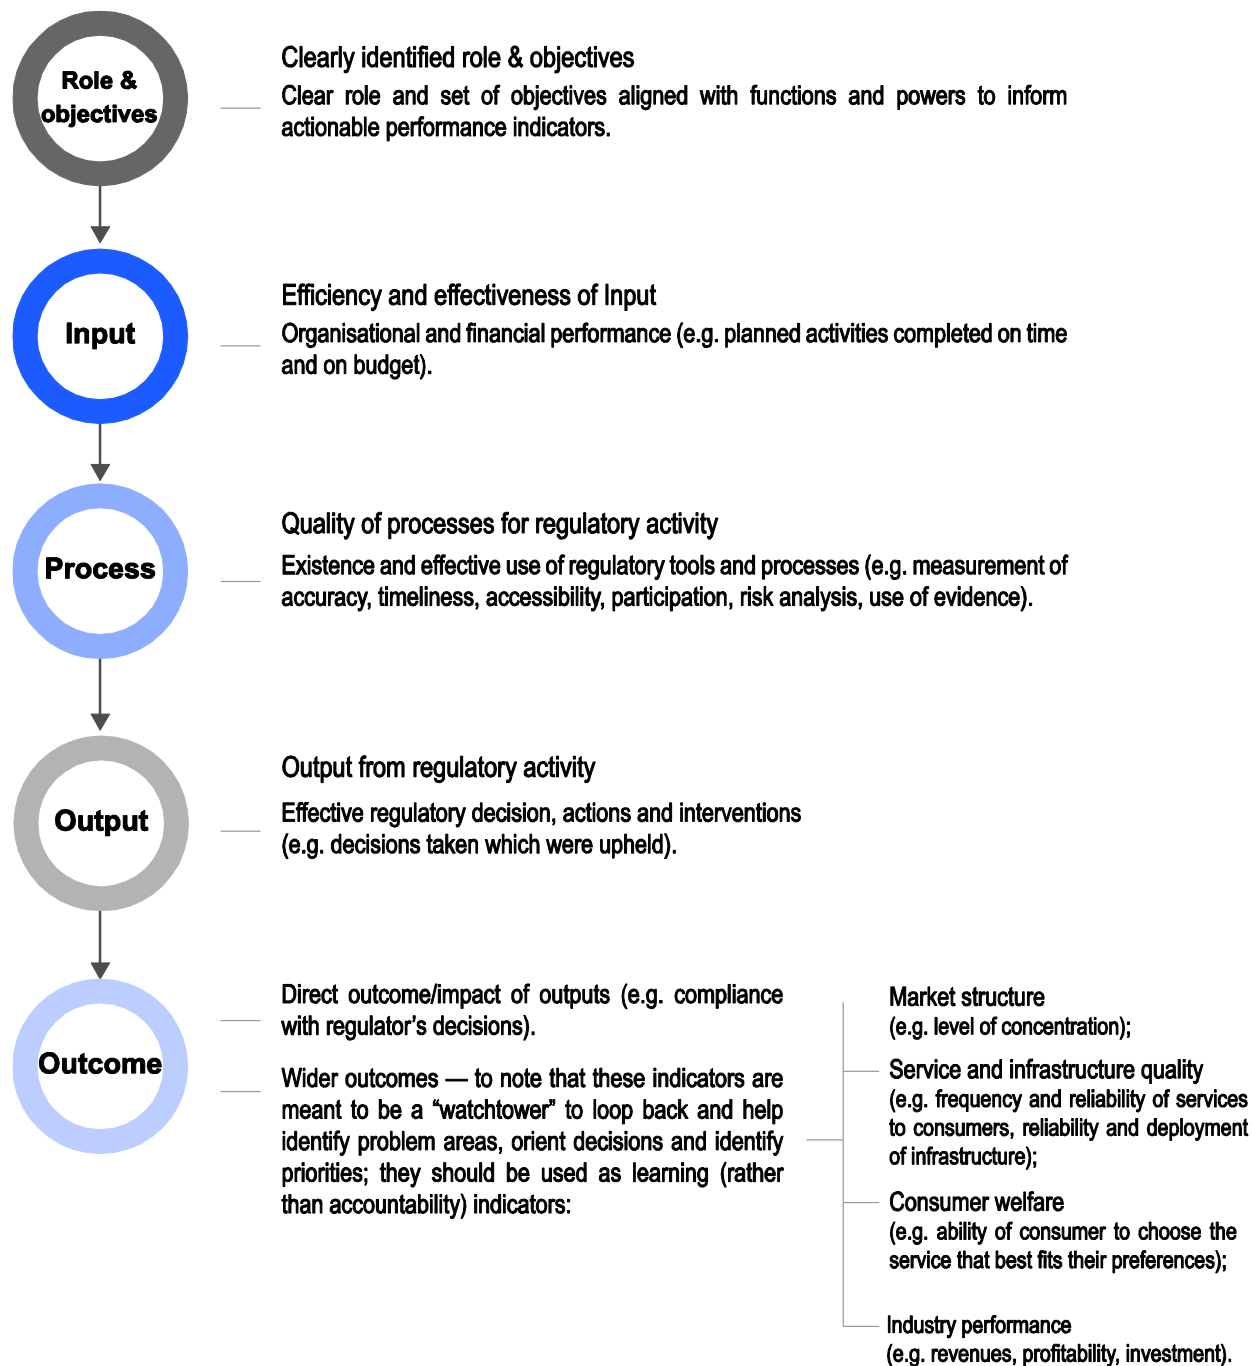 Role &
objectives
Clearly identified role & objectives
Clear role and set of objectives aligned with functions and powers to inform
actionable performance indicators.
Input
Efficiency and effectiveness of Input
Organisational and financial performance (e.g. planned activities completed on time
and on budget).
Process
Quality of processes for regulatory activity
Existence and effective use of regulatory tools and processes (e.g. measurement of
accuracy, timeliness, accessibility, participation, risk analysis, use of evidence).
Output
Output from regulatory activity
Effective regulatory decision, actions and interventions
(e.g. decisions taken which were upheld).
Outcome
Direct outcome/impact of outputs (e.g. compliance
with regulator’s decisions).
Wider outcomes — to note that these indicators are
meant to be a “watchtower” to loop back and help
identify problem areas, orient decisions and identify
priorities; they should be used as learning (rather
than accountability) indicators:
Market structure
(e.g. level of concentration);
Service and infrastructure quality
(e.g. frequency and reliability of services
to consumers, reliability and deployment
of infrastructure);
Consumer welfare
(e.g. ability of consumer to choose the
service that best fits their preferences);
Industry performance
(e.g. revenues, profitability, investment).